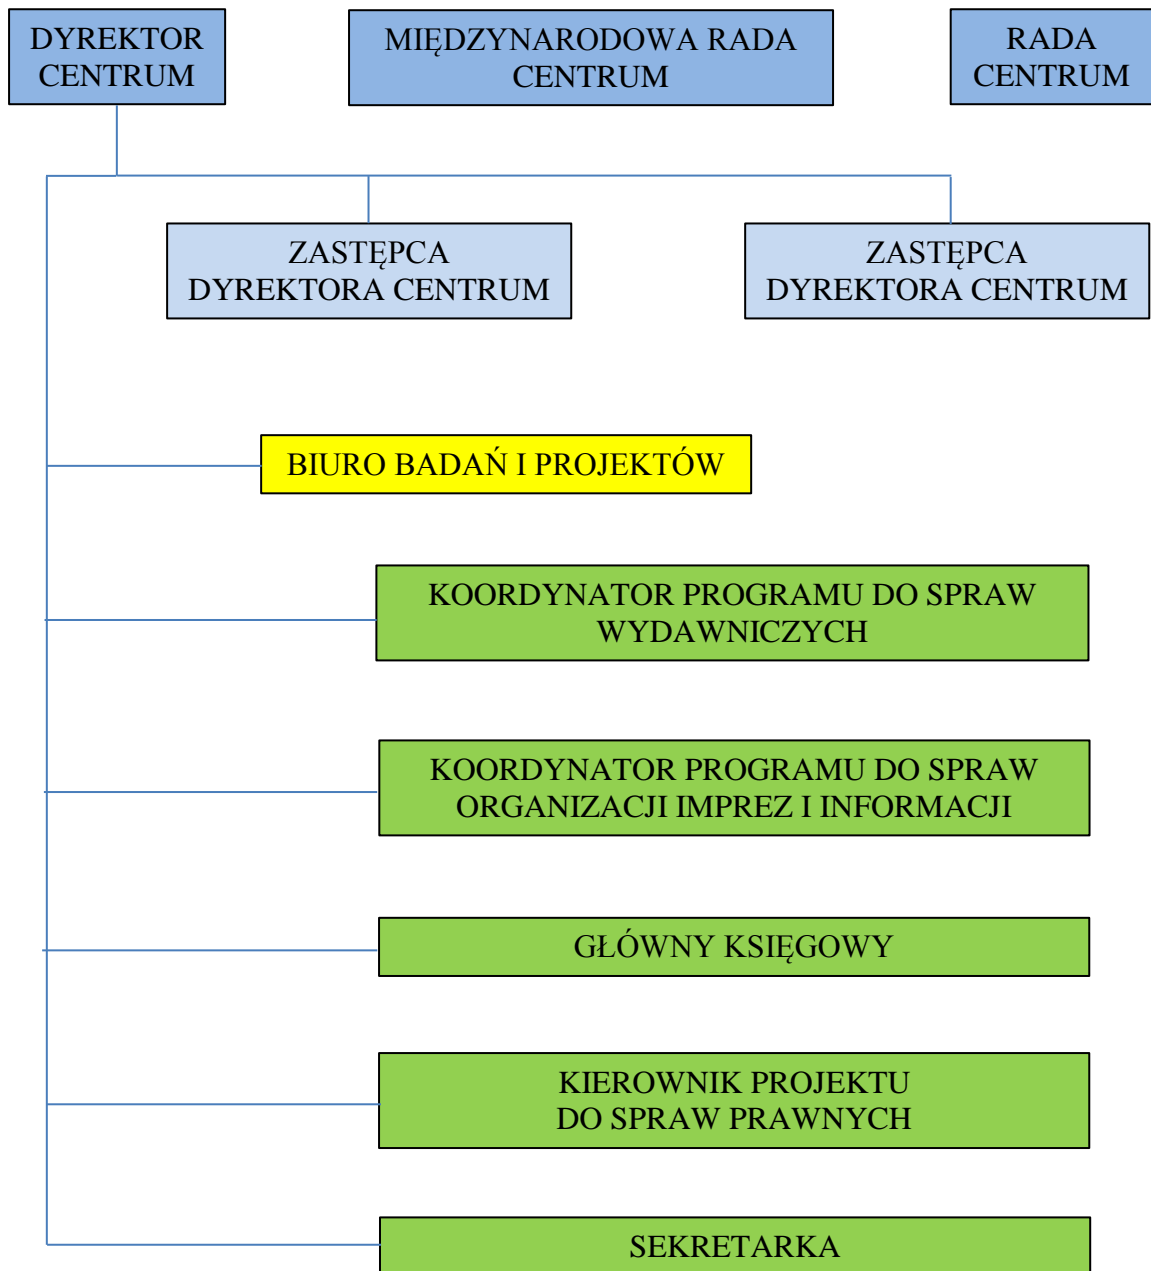 DYREKTOR
CENTRUM
MIĘDZYNARODOWA RADA
CENTRUM
RADA
CENTRUM
ZASTĘPCA
DYREKTORA CENTRUM
ZASTĘPCA
DYREKTORA CENTRUM
BIURO BADAŃ I PROJEKTÓW
KOORDYNATOR PROGRAMU DO SPRAW
WYDAWNICZYCH
KOORDYNATOR PROGRAMU DO SPRAW
ORGANIZACJI IMPREZ I INFORMACJI
GŁÓWNY KSIĘGOWY
KIEROWNIK PROJEKTU
DO SPRAW PRAWNYCH
SEKRETARKA